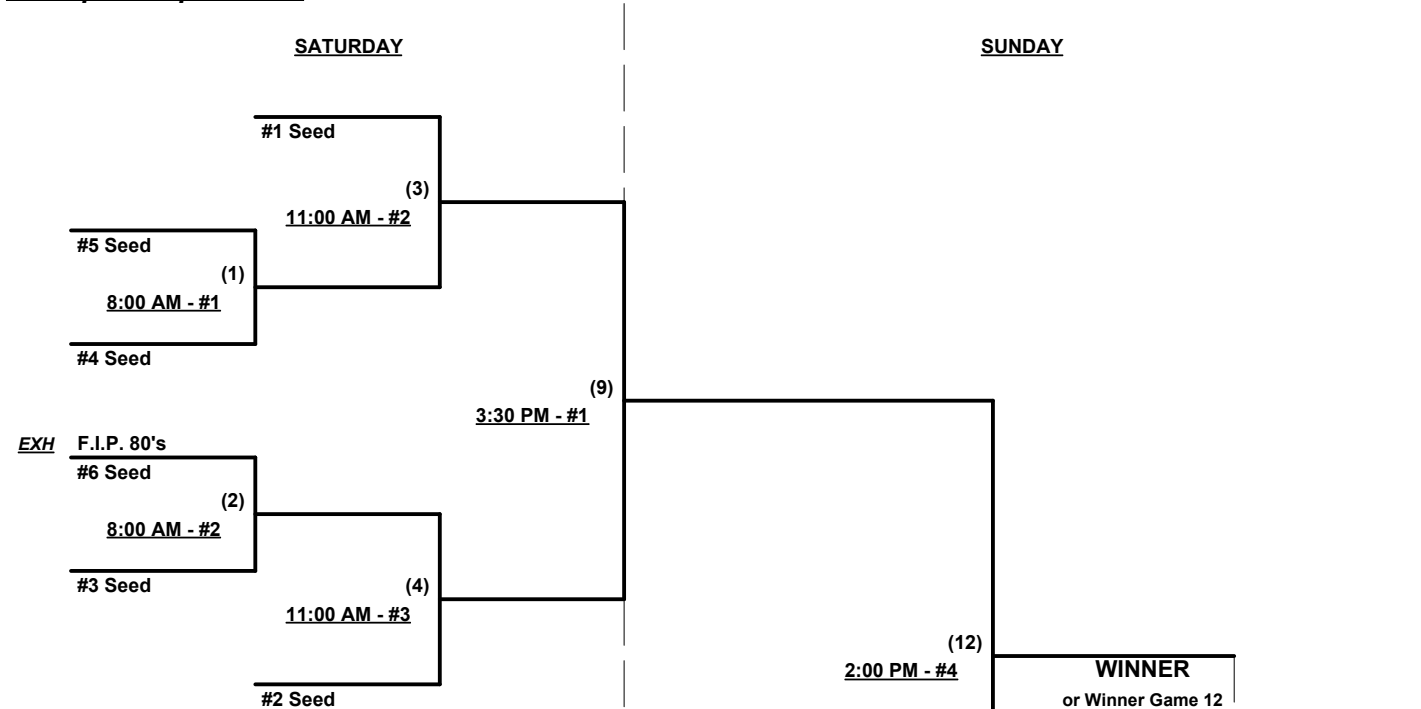 SATURDAY
SUNDAY
#1 Seed
(3)
11:00 AM - #2
#5 Seed
(1)
8:00 AM - #1
#4 Seed
(9)
3:30 PM - #1
EXH F.I.P. 80's
#6 Seed
(2)
8:00 AM - #2
#3 Seed
(4)
11:00 AM - #3
(12)
2:00 PM - #4
WINNER
#2 Seed
or Winner Game 12